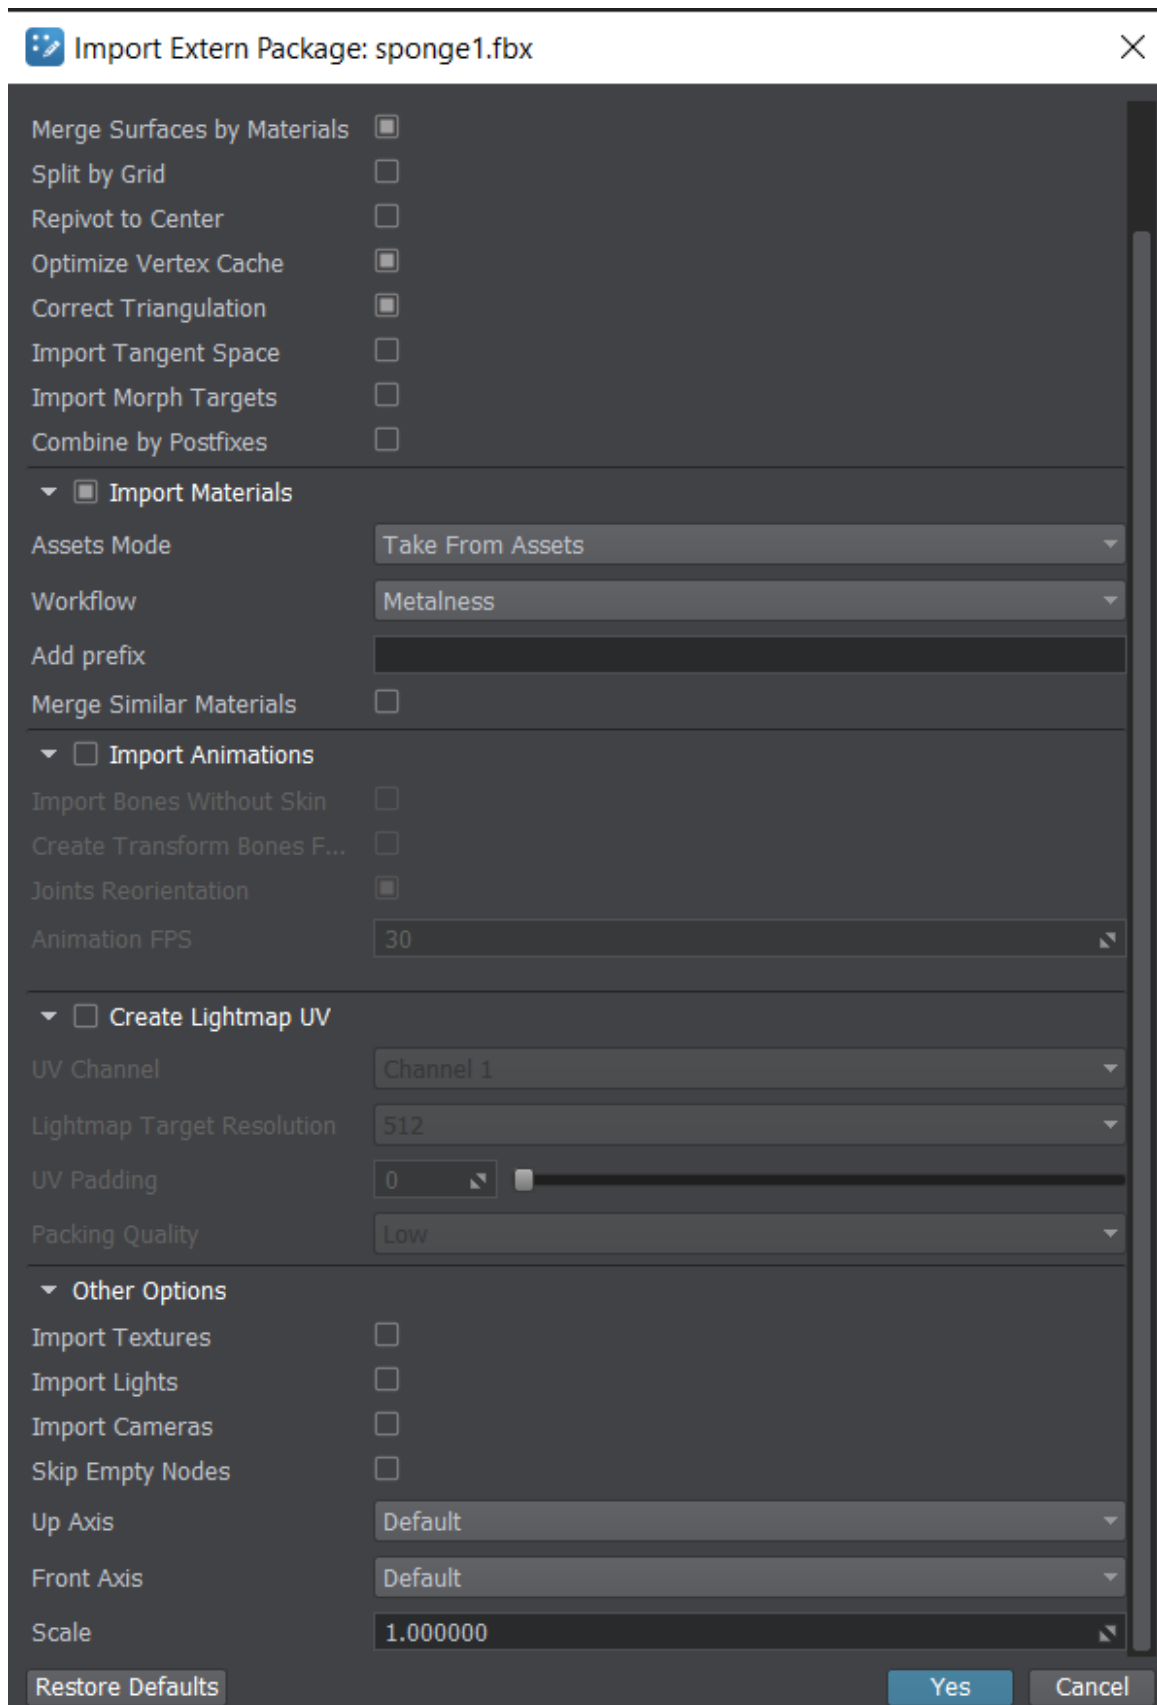 Import Extern Package: sponge1.fbx
Merge Surfaces by Materials
Split by Grid
Repivot to Center
Optimize Vertex Cache
Correct Triangulation
Import Tangent Space
Import Morph Targets
Combine by Postfixes
Import Materials
Assets Mode Take From Assets
Workflow Metalness
Add prefix
Merge Similar Materials
Import Animations
Import Bones Without Skin
Create Transform Bones F...
Joints Reorientation
Animation FPS 30
Create Lightmap UV
UV Channel Channel 1
Lightmap Target Resolution 512
UV Padding 0
Packing Quality Low
Other Options
Import Textures
Import Lights
Import Cameras
Skip Empty Nodes
Up Axis Default
Front Axis Default
Scale 1.000000
Restore Defaults Yes Cancel